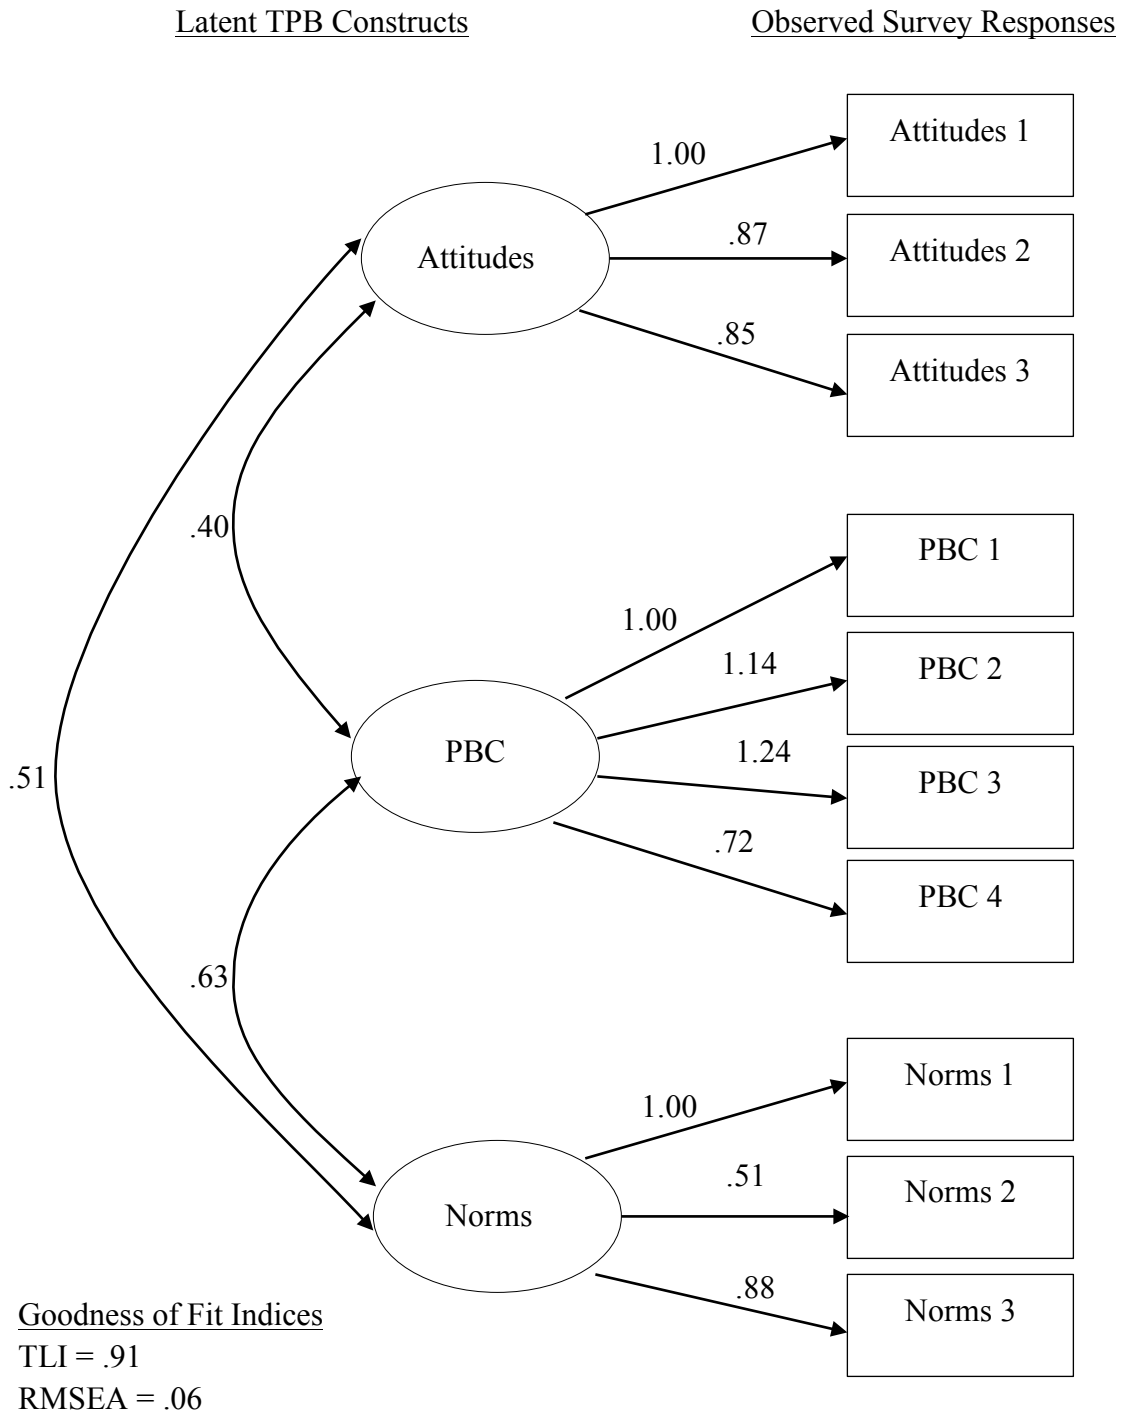 Latent TPB Constructs
Observed Survey Responses
Attitudes 1
1.00
Attitudes 2
.87
Attitudes
Attitudes 3
.85
.40
PBC 1
1.00
PBC 2
1.14
PBC
1.24
PBC 3
.51
.72
PBC 4
.63
Norms 1
1.00
Norms 2
.51
Norms
.88
Norms 3
Goodness of Fit Indices
TLI = .91
RMSEA = .06